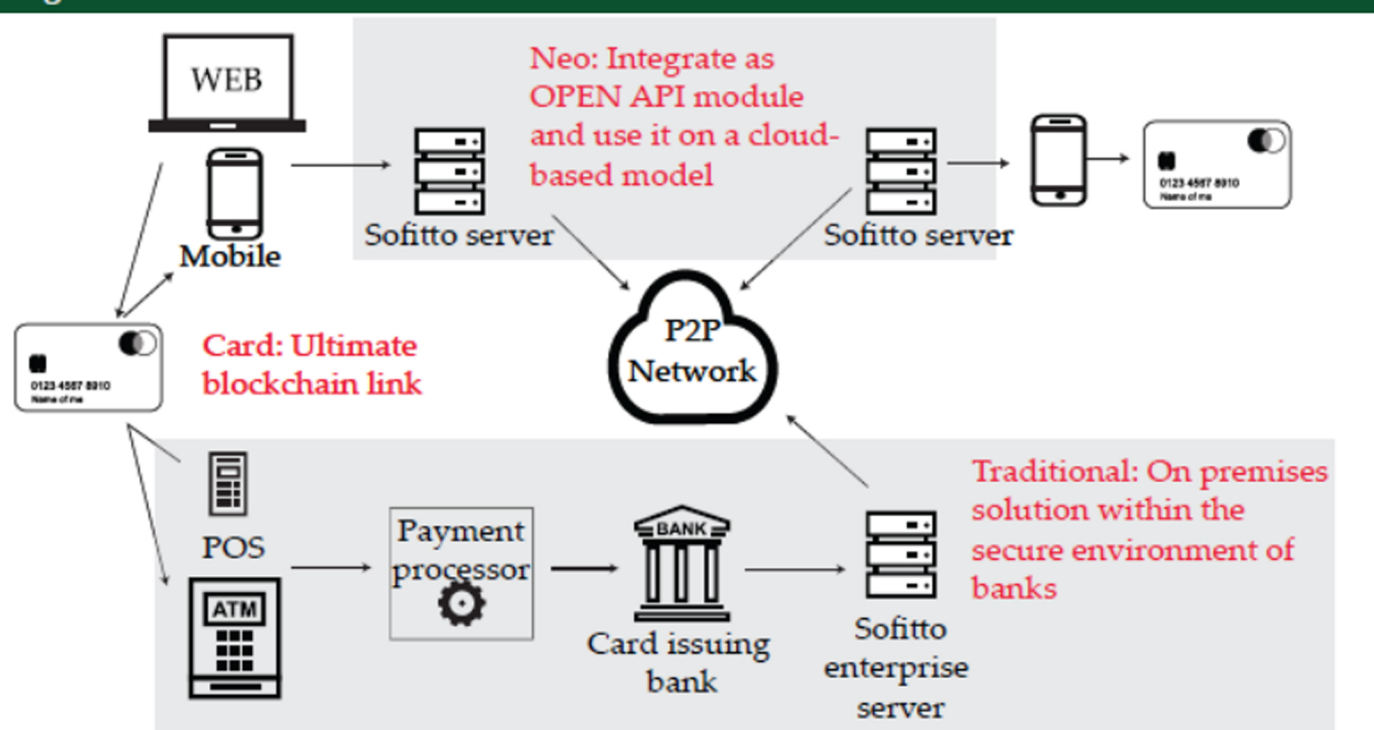 WEB
Mobile
Neo: Integrate as
OPEN API module
and use it on a cloud-
based model
Sofitto server
Sofitto server
0123 4567 8910
Name of me
P2P
Network
0123 4567 8910
Name of me
Card: Ultimate
blockchain link
POS
ATM
Payment
processor
BANK
Card issuing
bank
Sofitto
enterprise
server
Traditional: On premises
solution within the
secure environment of
banks